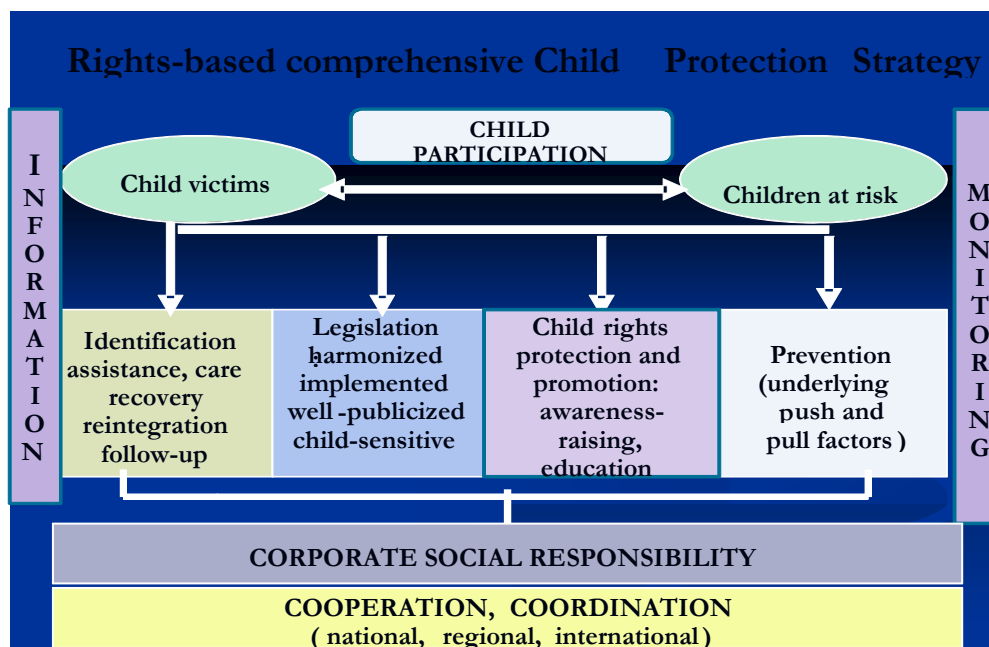 Rights-based comprehensive Child Protection Strategy
INFORMATION
CHILD
PARTICIPATION
Child victims
Children at risk
MONITORING
Identification
assistance, care
recovery
reintegration
follow-up
Legislation
harmonized
implemented
well-publicized
child-sensitive
Child rights
protection and
promotion:
awareness-
raising,
education
Prevention
(underlying
push and
pull factors)
CORPORATE SOCIAL RESPONSIBILITY
COOPERATION, COORDINATION
( national, regional, international)